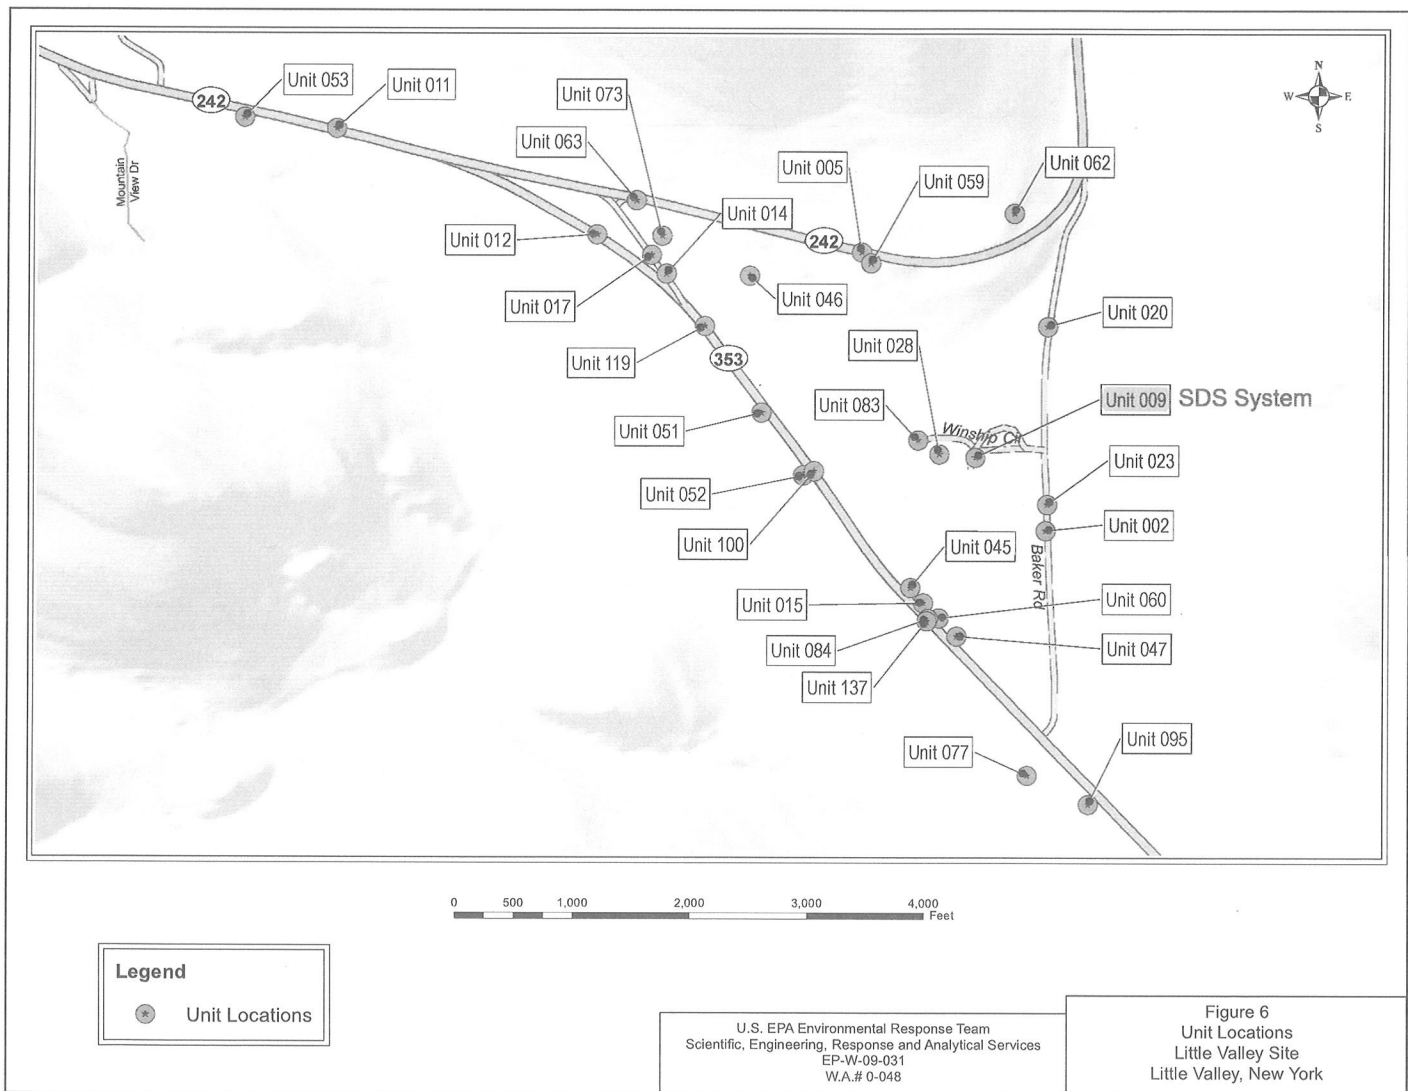 N
W E
S
242
Unit 053
Unit 011
Unit 073
Unit 063
Unit 005
Unit 059
Unit 062
Mountain
View Dr
Unit 014
Unit 012
242
Unit 017
Unit 046
Unit 020
Unit 119
353
Unit 028
Unit 083
Unit 009 SDS System
Winship Cir
Unit 051
Unit 023
Unit 052
Unit 002
Unit 100
Unit 045
Baker Rd
Unit 015
Unit 060
Unit 084
Unit 047
Unit 137
Unit 077
Unit 095
0 500 1,000 2,000 3,000 4,000
Feet
Legend
Unit Locations
U.S. EPA Environmental Response Team
Scientific, Engineering, Response and Analytical Services
EP-W-09-031
W.A.# 0-048
Figure 6
Unit Locations
Little Valley Site
Little Valley, New York